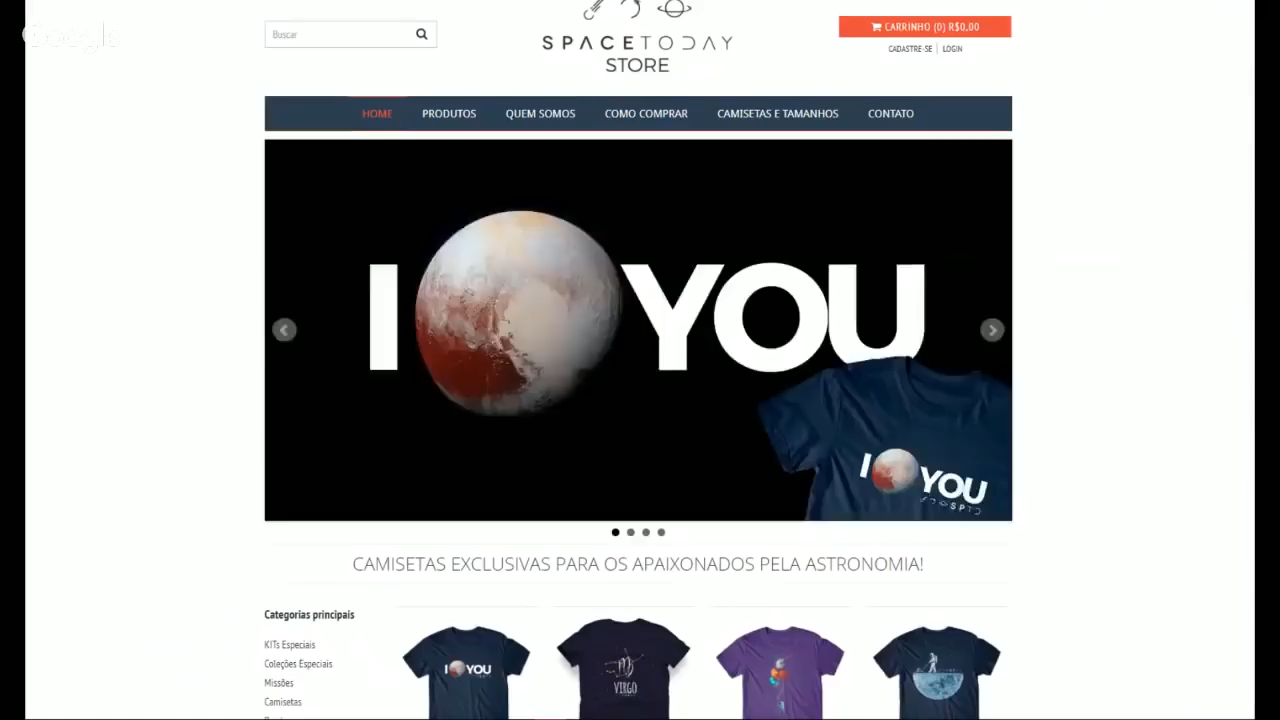 Google
Buscar
SPACETODAY
STORE
CARRINHO (0) R$0,00
CADASTRE-SE | LOGIN
HOME PRODUTOS QUEM SOMOS COMO COMPRAR CAMISETAS E TAMANHOS CONTATO
I YOU
I YOU
CAMISETAS EXCLUSIVAS PARA OS APAIXONADOS PELA ASTRONOMIA!
Categorias principais
KITs Especiais
Coleções Especiais
Missões
Camisetas
I YOU
VIRGO